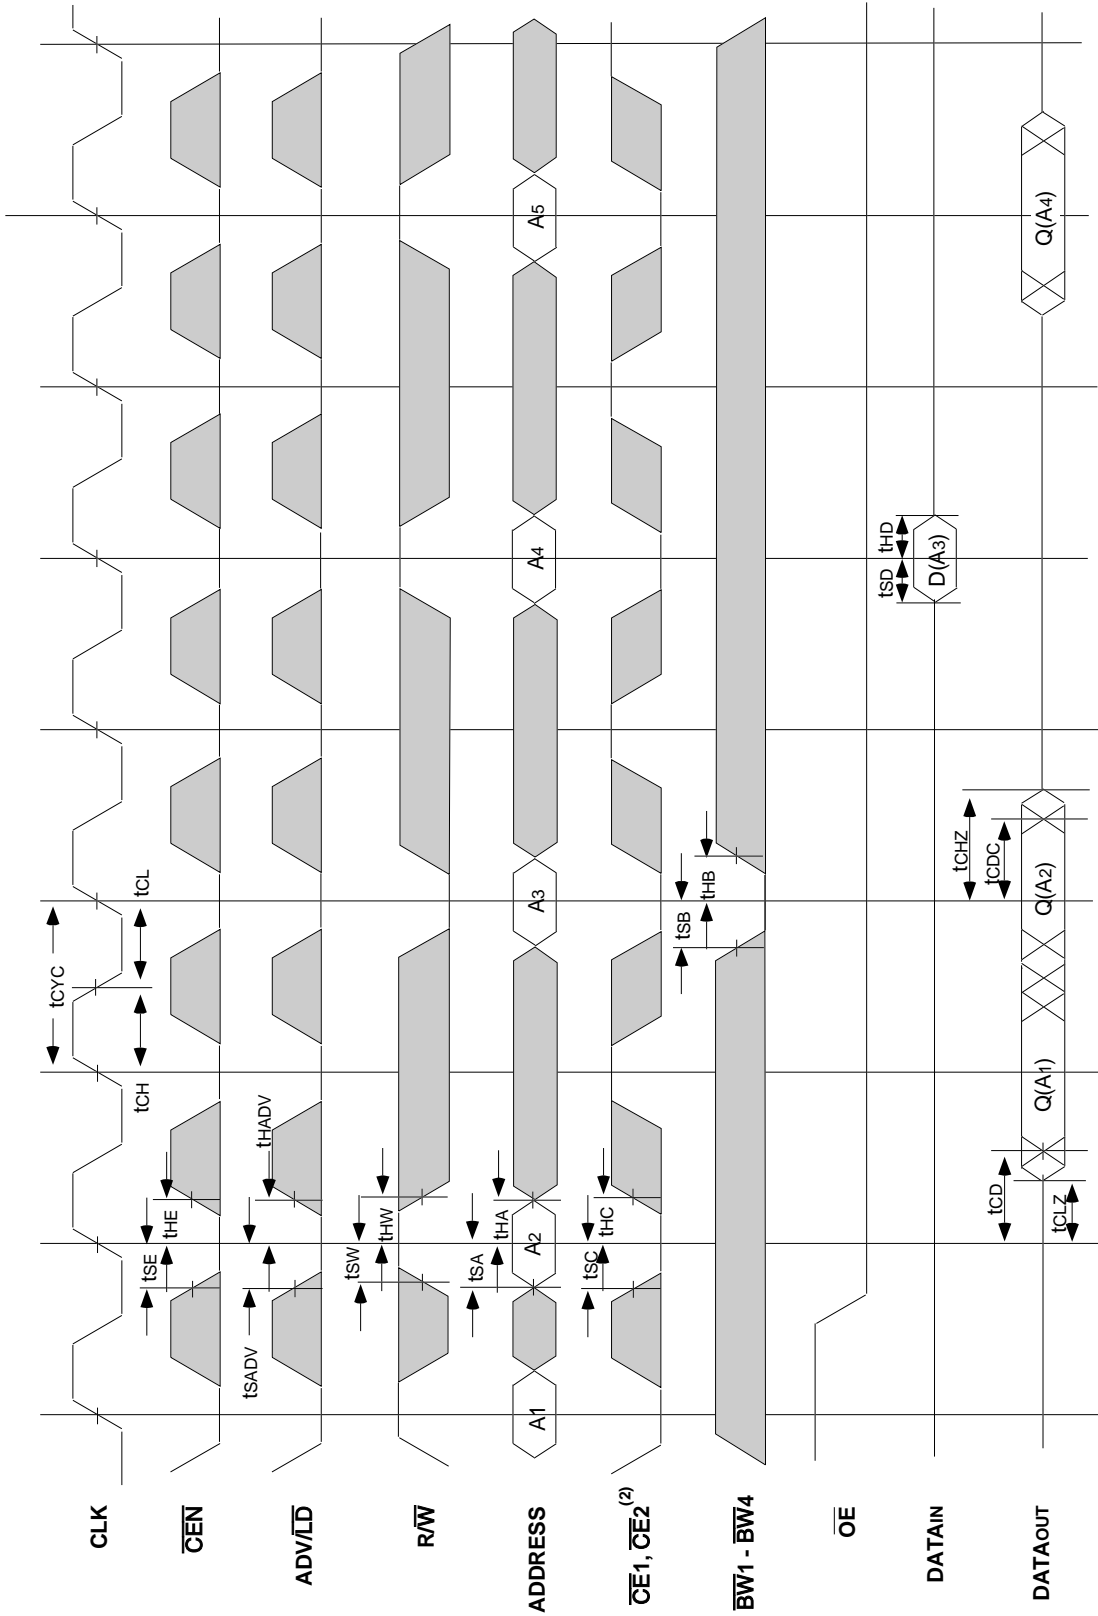 CLK
tCYC
tCH
tCL
CEN
tSE
tHE
ADV/LD
tSADV
tHADV
R/W
tSW
tHW
ADDRESS
A1
A2
A3
A4
A5
tSA
tHA
CE1, CE2(2)
tSC
tHC
BW1 - BW4
tSB
tHB
OE
DATAIN
D(A3)
tSD
tHD
DATAOUT
tCD
tCLZ
Q(A1)
Q(A2)
tCHZ
tCDC
Q(A4)